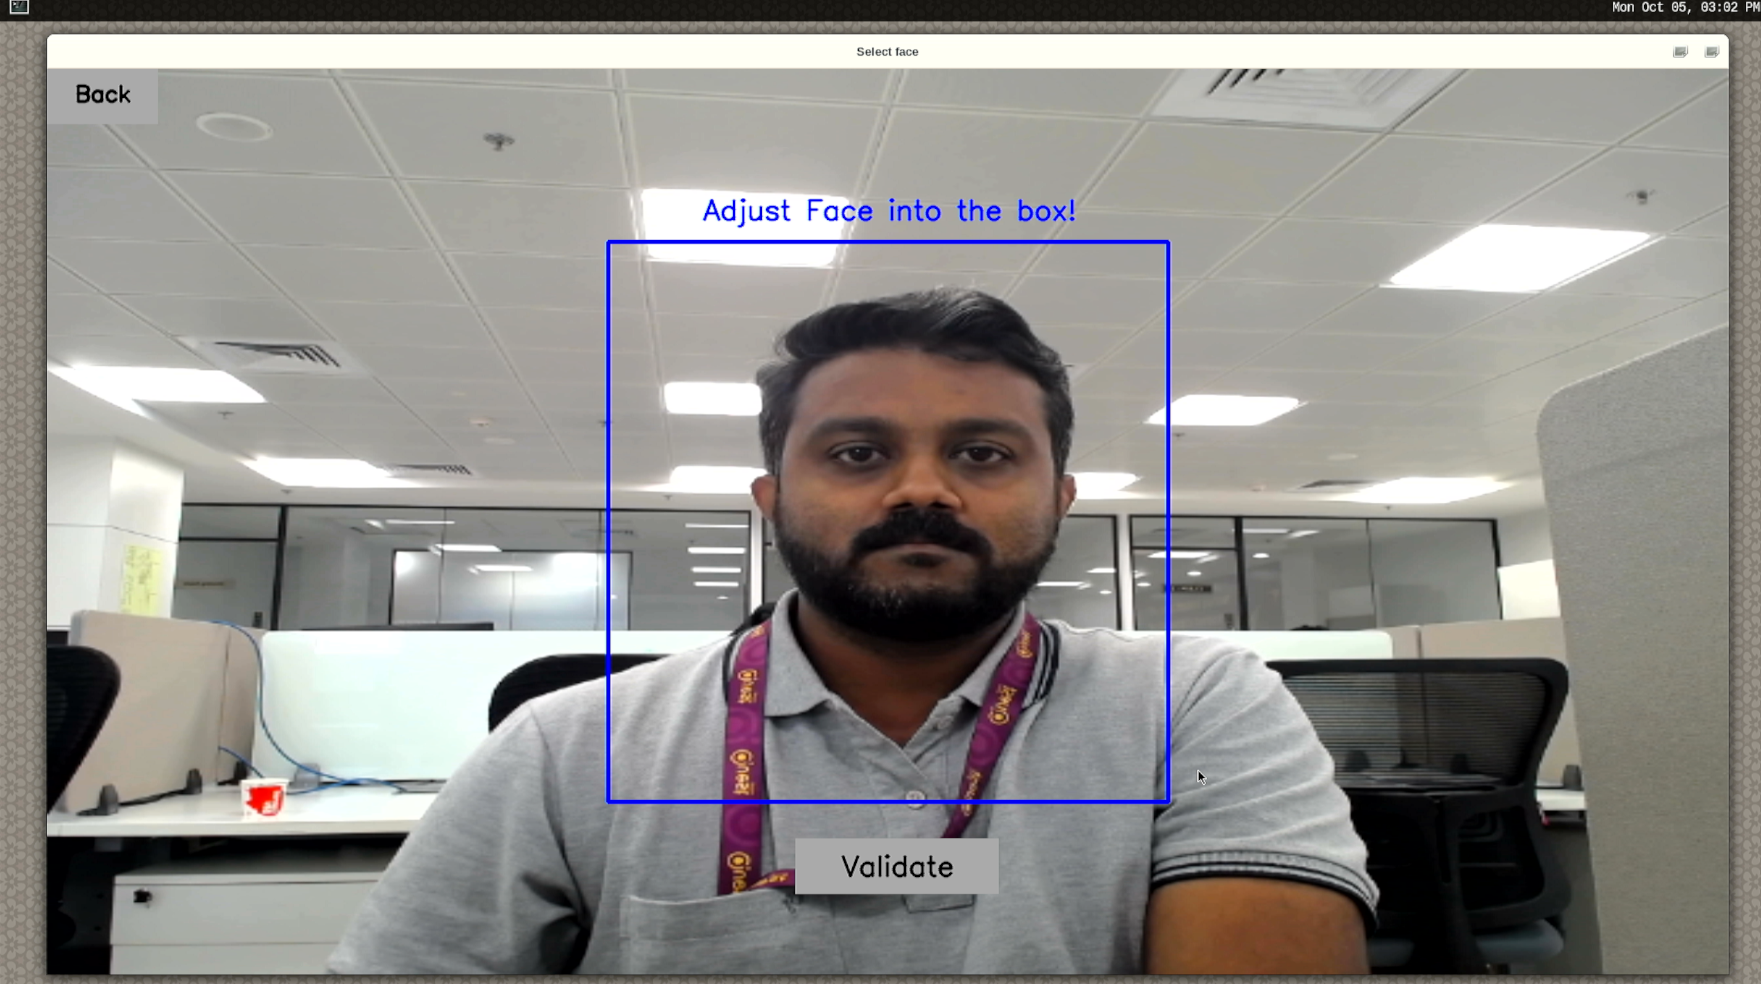 Mon Oct 05, 03:02 PM
Select face
Back
Adjust Face into the box!
Validate